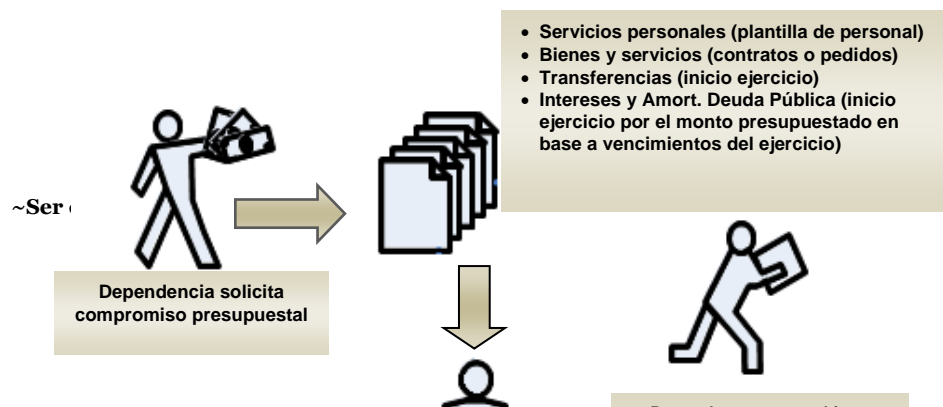 • Servicios personales (plantilla de personal)
• Bienes y servicios (contratos o pedidos)
• Transferencias (inicio ejercicio)
• Intereses y Amort. Deuda Pública (inicio
ejercicio por el monto presupuestado en
base a vencimientos del ejercicio)
~Ser
Dependencia solicita
compromiso presupuestal